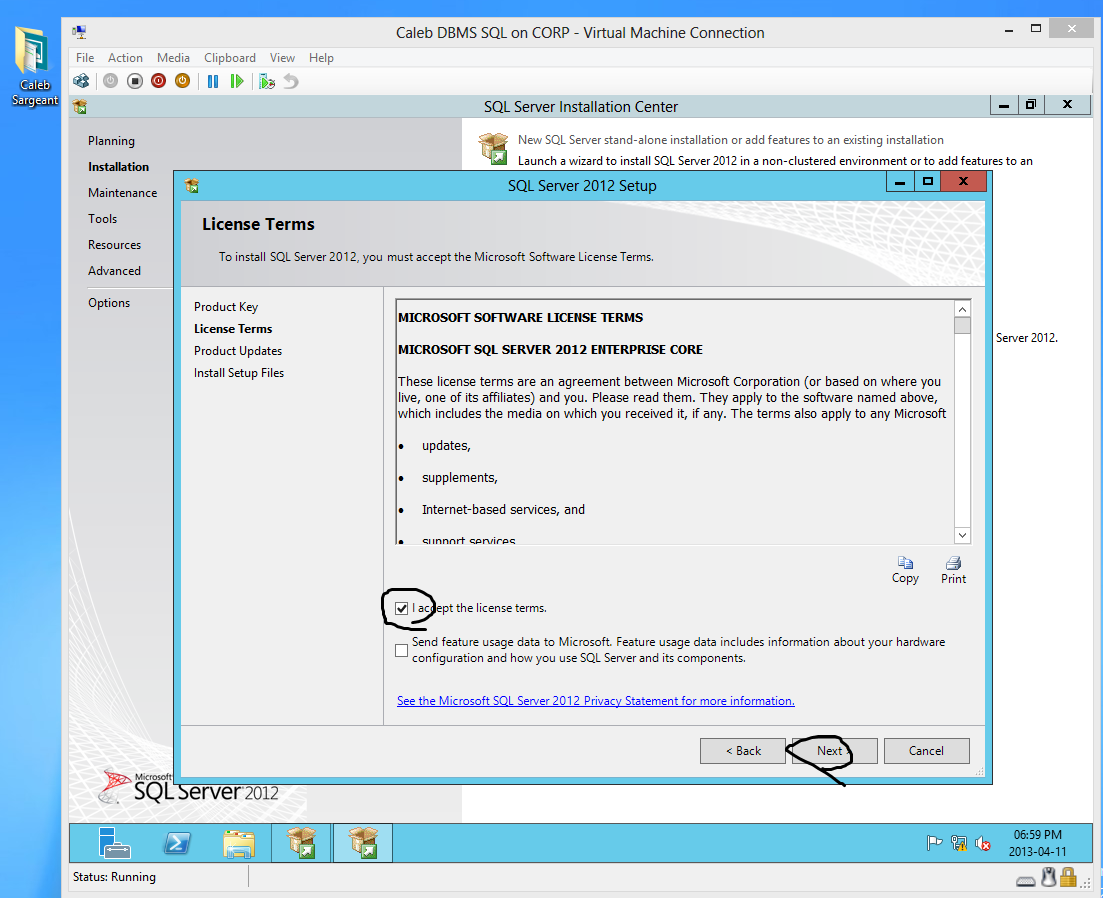 Caleb Sargeant
Caleb DBMS SQL on CORP - Virtual Machine Connection
File Action Media Clipboard View Help
SQL Server Installation Center
Planning
Installation
Maintenance
Tools
Resources
Advanced
Options
New SQL Server stand-alone installation or add features to an existing installation
Launch a wizard to install SQL Server 2012 in a non-clustered environment or to add features to an
Server 2012.
SQL Server 2012 Setup
License Terms
To install SQL Server 2012, you must accept the Microsoft Software License Terms.
Product Key
License Terms
Product Updates
Install Setup Files
MICROSOFT SOFTWARE LICENSE TERMS
MICROSOFT SQL SERVER 2012 ENTERPRISE CORE
These license terms are an agreement between Microsoft Corporation (or based on where you
live, one of its affiliates) and you. Please read them. They apply to the software named above,
which includes the media on which you received it, if any. The terms also apply to any Microsoft
• updates,
• supplements,
• Internet-based services, and
• support services
Copy Print
I accept the license terms.
Send feature usage data to Microsoft. Feature usage data includes information about your hardware
configuration and how you use SQL Server and its components.
See the Microsoft SQL Server 2012 Privacy Statement for more information.
< Back Next > Cancel
Microsoft
SQL Server 2012
06:59 PM
2013-04-11
Status: Running